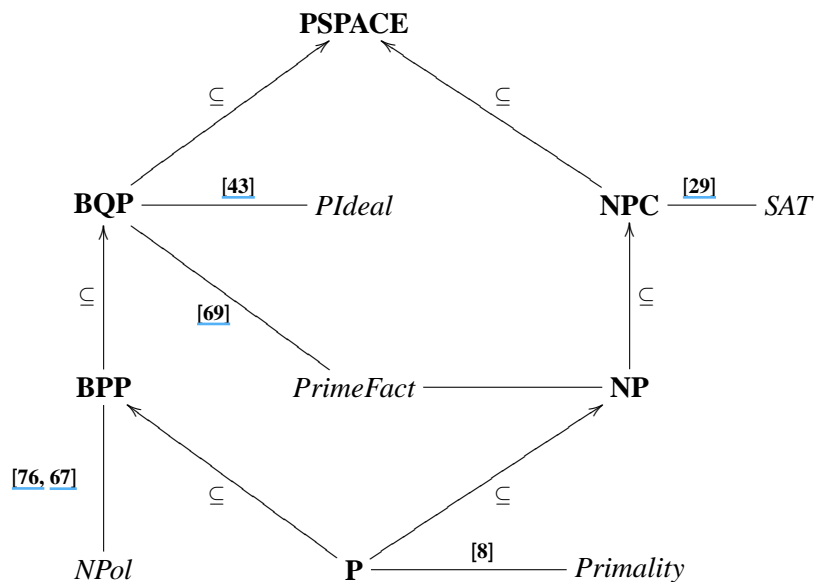 PSPACE
⊆ ⊆
BQP [43] PIdeal NPC [29] SAT
⊆ [69] ⊆
BPP PrimeFact NP
[76, 67] ⊆ ⊆
NPol P [8] Primality